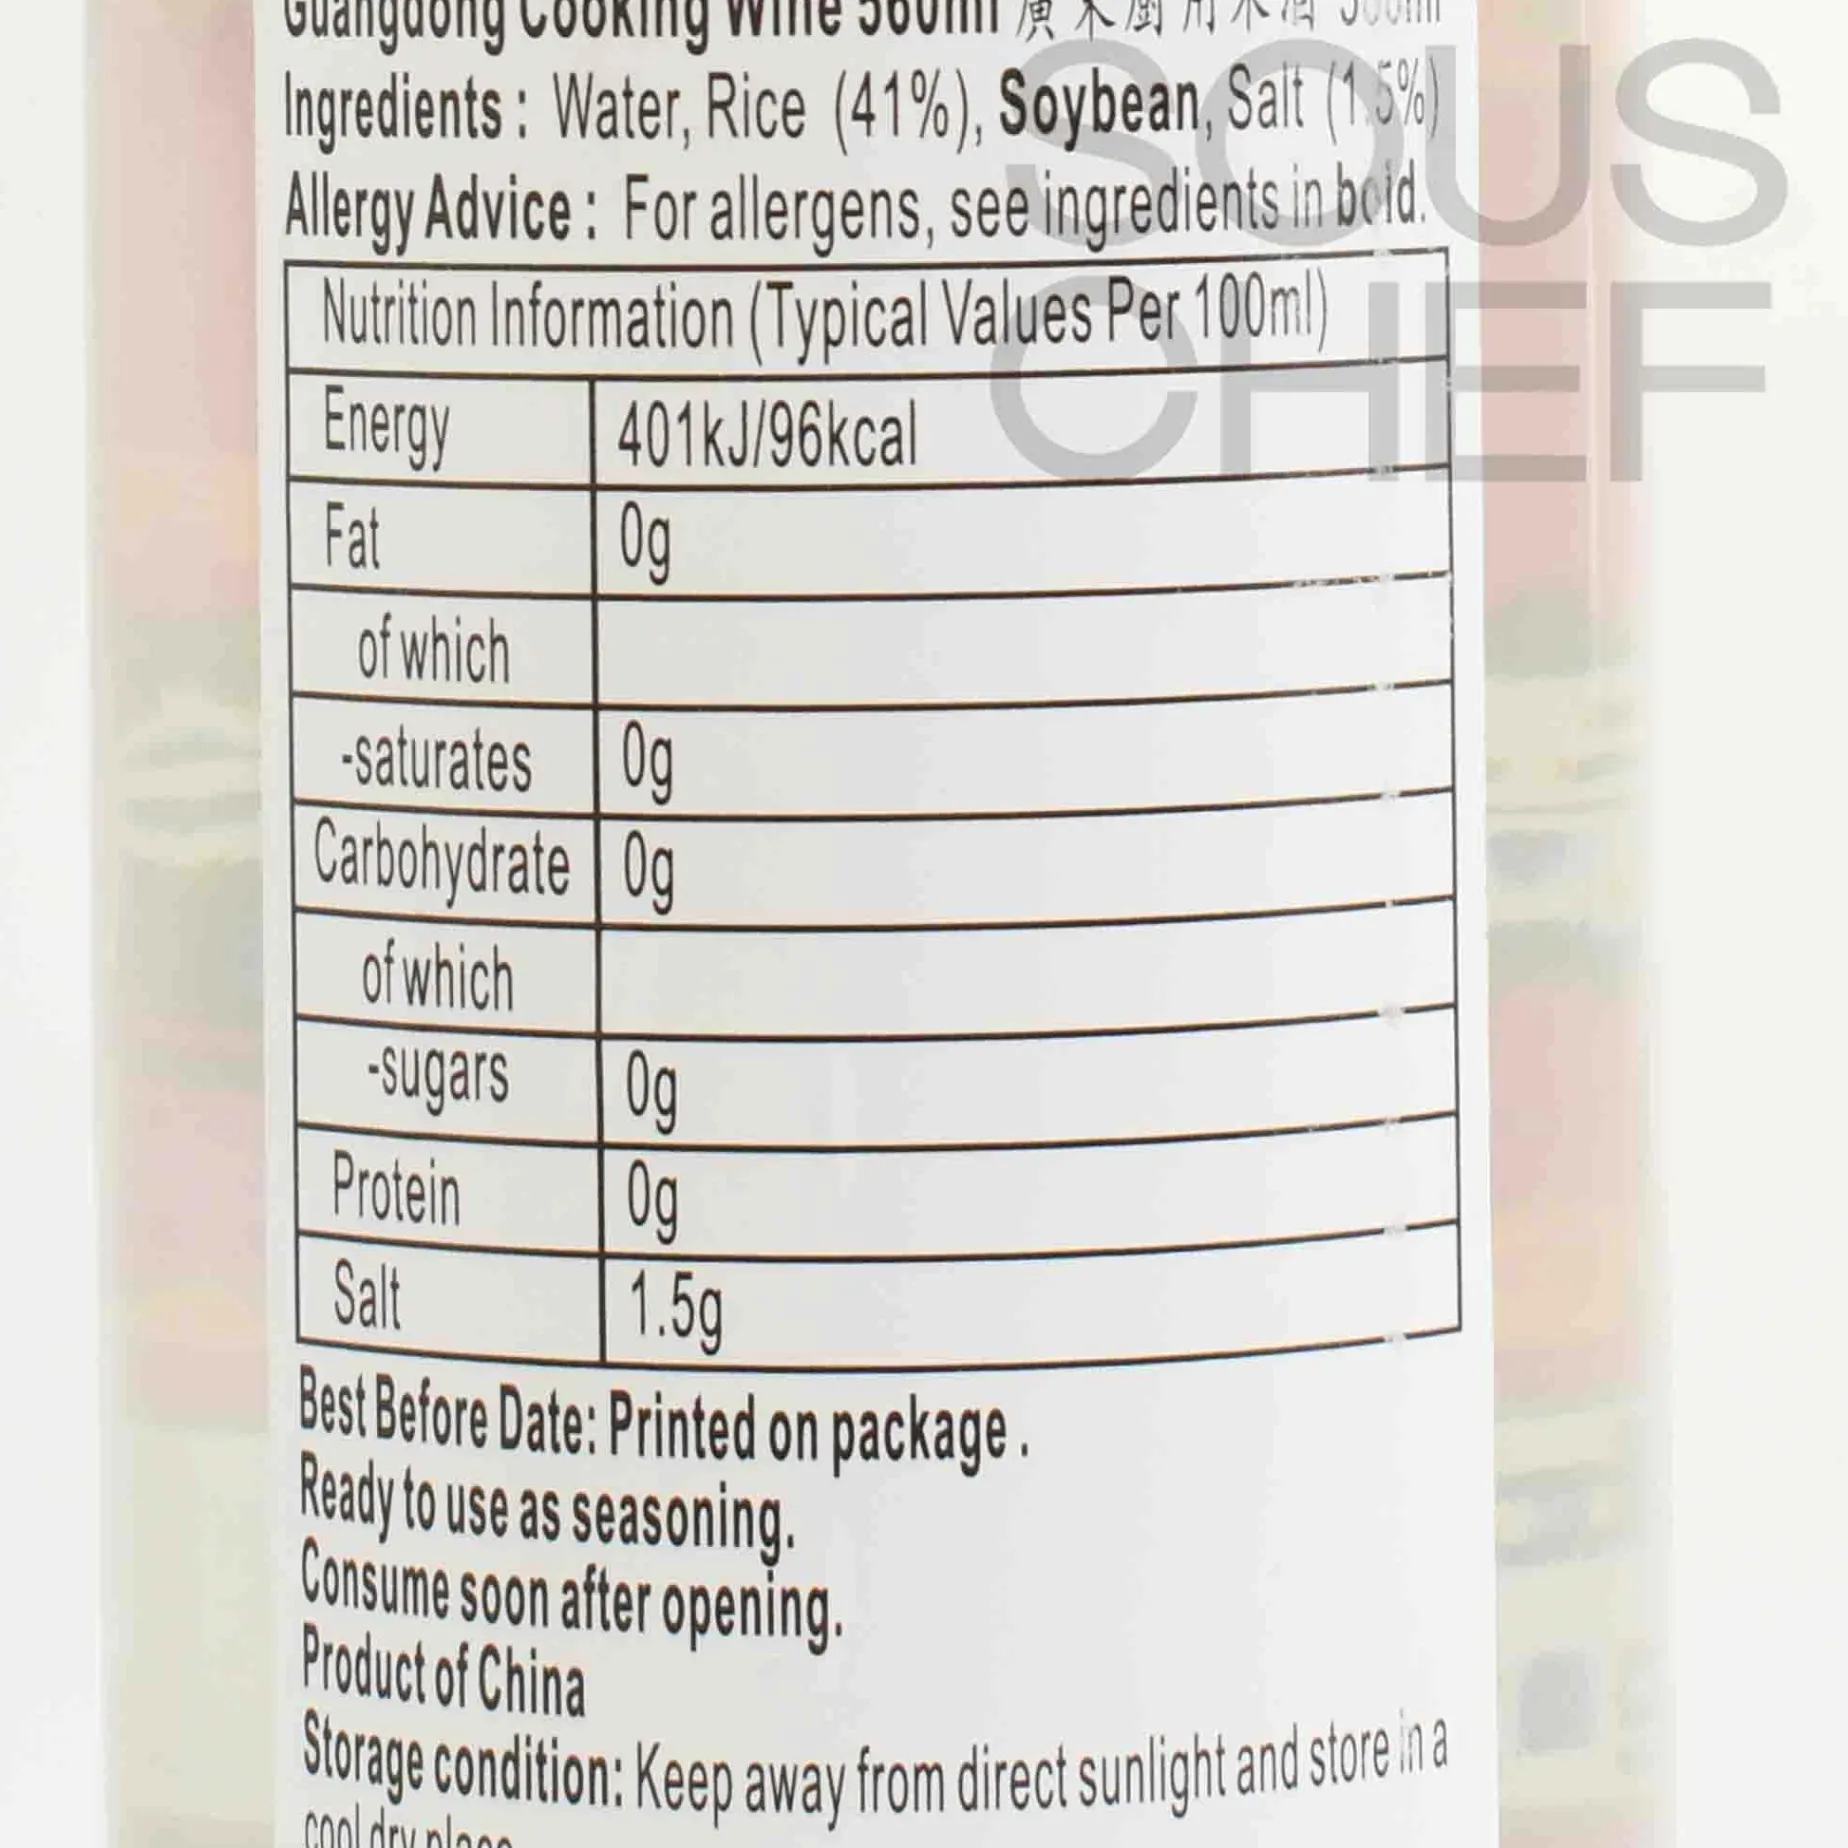 Guangdong Cooking Wine 560ml
Ingredients : Water, Rice (41%), Soybean, Salt (1.5%)
Allergy Advice : For allergens, see ingredients in bold.
SOUS
CHEF
Nutrition Information (Typical Values Per 100ml)
Energy 401kJ/96kcal
Fat 0g
of which
-saturates 0g
Carbohydrate 0g
of which
-sugars 0g
Protein 0g
Salt 1.5g
Best Before Date: Printed on package .
Ready to use as seasoning.
Consume soon after opening.
Product of China
Storage condition: Keep away from direct sunlight and store in a
cool dry place